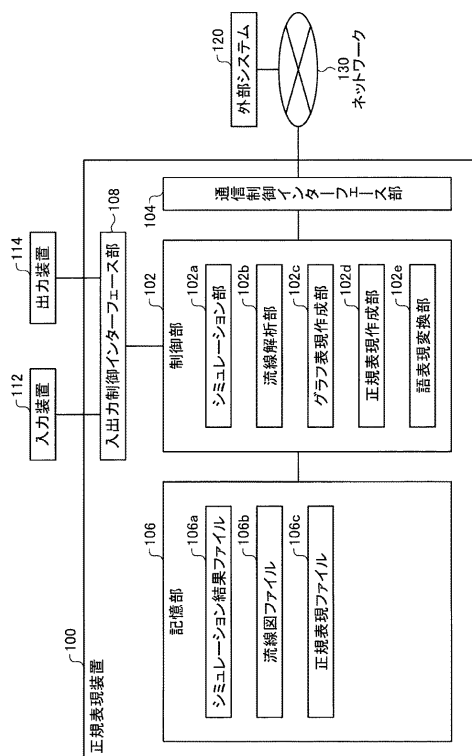 正規表現装置
100
入力装置
112
出力装置
114
入出力制御インターフェース部
108
記憶部
106
シミュレーション結果ファイル
106a
流線図ファイル
106b
正規表現ファイル
106c
制御部
102
シミュレーション部
102a
流線解析部
102b
グラフ表現作成部
102c
正規表現作成部
102d
語表現変換部
102e
104
通信制御インターフェース部
外部システム
120
130
ネットワーク